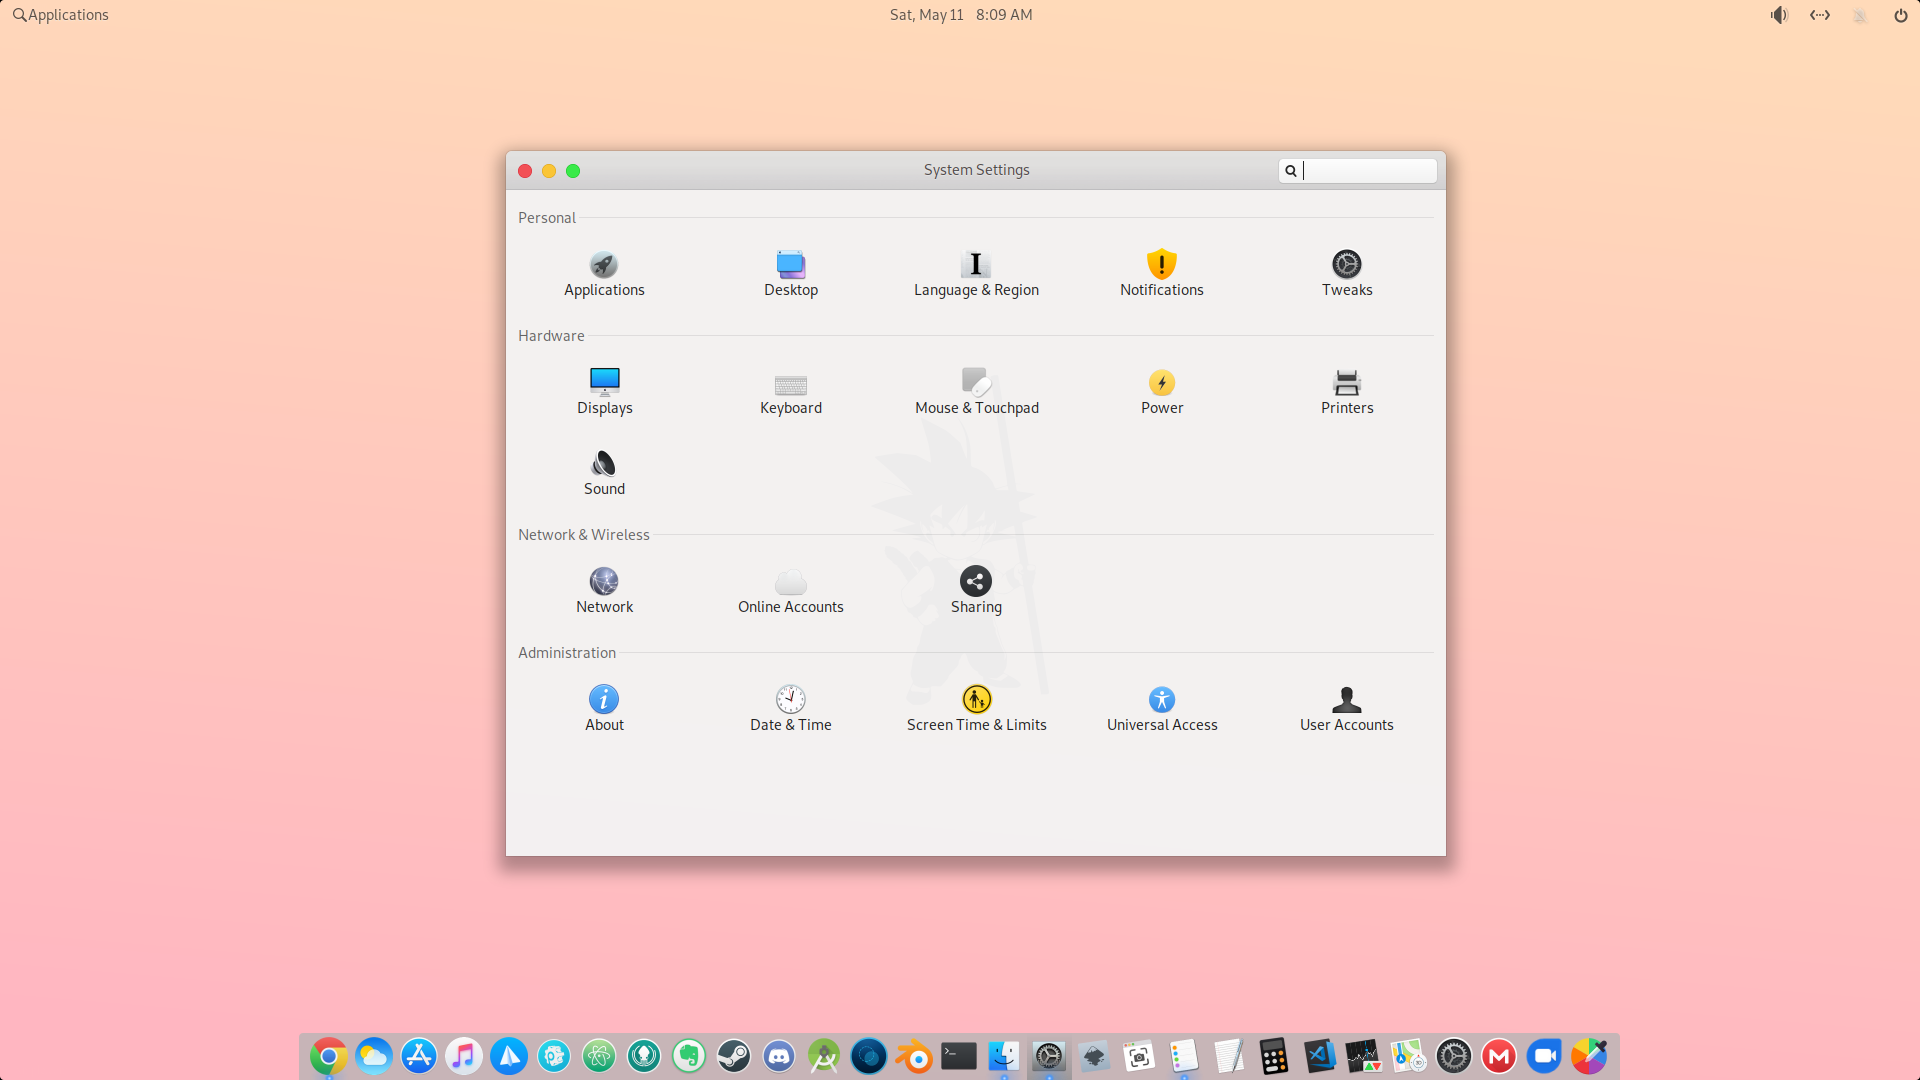 Applications
Sat, May 11 8:09 AM
System Settings
Personal
Applications
Desktop
Language & Region
Notifications
Tweaks
Hardware
Displays
Keyboard
Mouse & Touchpad
Power
Printers
Sound
Network & Wireless
Network
Online Accounts
Sharing
Administration
About
Date & Time
Screen Time & Limits
Universal Access
User Accounts